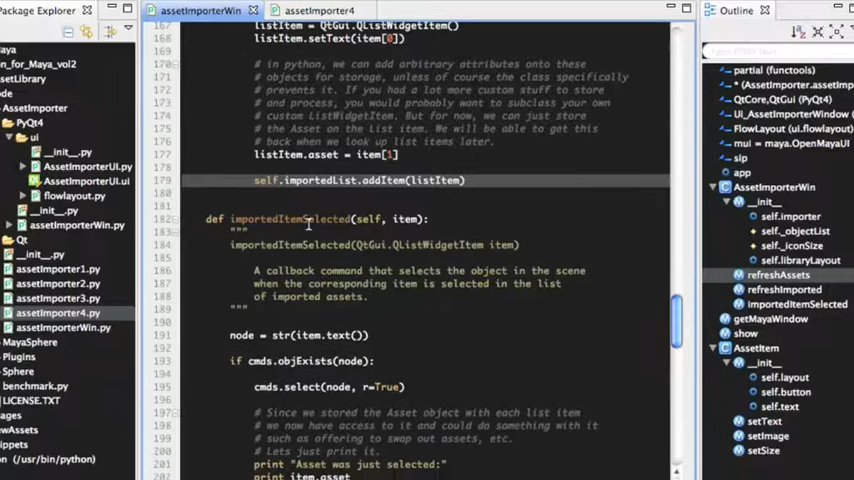 Package Explorer
Maya
on_for_Maya_vol2
AssetLibrary
ode
AssetImporter
PyQt4
ui
__init__.py
AssetImporterUI.py
AssetImporterUI.ui
flowlayout.py
__init__.py
assetImporterWin.py
Qt
__init__.py
assetImporter1.py
assetImporter2.py
assetImporter3.py
assetImporter4.py
assetImporterWin.py
MayaSphere
Plugins
Scripts
benchmark.py
LICENSE.TXT
ages
ewAssets
nippets
n (/usr/bin/python)
assetImporterWin
assetImporter4
167 listItem = QtGui.QListWidgetItem()
168 listItem.setText(item[0])
169
170 # in python, we can add arbitrary attributes onto these
171 # objects for storage, unless of course the class specifically
172 # prevents it. If you had a lot more custom stuff to store
173 # and process, you would probably want to subclass your own
174 # custom ListWidgetItem. But for now, we can just store
175 # the Asset on the List item. We will be able to get this
176 # back when we look up list items later.
177 listItem.asset = item[1]
178
179 self.importedList.addItem(listItem)
180
182 def importedItemSelected(self, item):
183 """
184 importedItemSelected(QtGui.QListWidgetItem item)
185
186 A callback command that selects the object in the scene
187 when the corresponding item is selected in the list
188 of imported assets.
189 """
190
191 node = str(item.text())
192
193 if cmds.objExists(node):
194
195 cmds.select(node, r=True)
196
197 # Since we stored the Asset object with each list item
198 # we now have access to it and could do something with it
199 # such as offering to swap out assets, etc.
200 # Lets just print it.
201 print "Asset was just selected:"
202 print item.asset
Outline
partial (functools)
* (AssetImporter.assetIm
QtCore,QtGui (PyQt4)
Ui_AssetImporterWindow
FlowLayout (ui.flowlayout)
mui = maya.OpenMayaUI
sip
app
AssetImporterWin
__init__
self.importer
self._objectList
self._iconSize
self.libraryLayout
refreshAssets
refreshImported
importedItemSelected
getMayaWindow
show
AssetItem
__init__
self.layout
self.button
self.text
setText
setImage
setSize